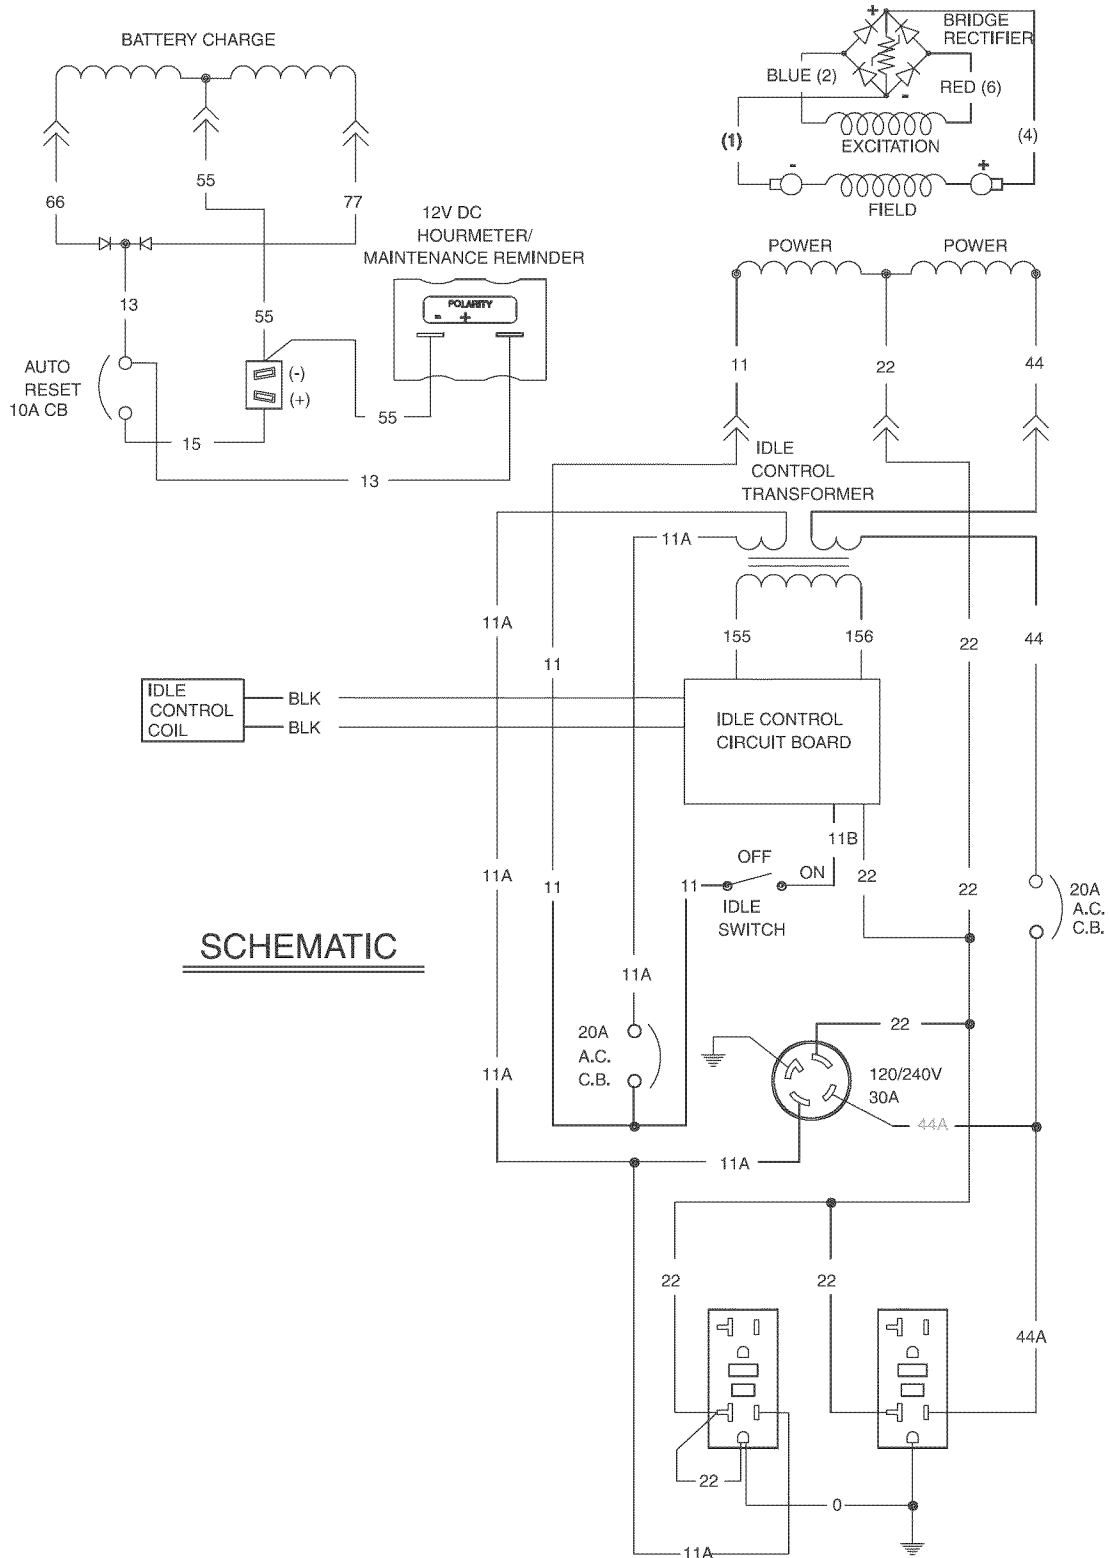 BATTERY CHARGE
BRIDGE
RECTIFIER
+
-
BLUE (2)
RED (6)
(1)
(4)
EXCITATION
-
+
FIELD
66
55
77
12V DC
HOURMETER/
MAINTENANCE REMINDER
POLARITY
- +
POWER
POWER
13
55
AUTO
RESET
10A CB
(-)
(+)
55
15
13
11
22
44
IDLE
CONTROL
TRANSFORMER
11A
11A
155
156
11
22
44
IDLE
CONTROL
COIL
BLK
BLK
IDLE CONTROL
CIRCUIT BOARD
11B
OFF
ON
11A
11
11
22
22
IDLE
SWITCH
20A
A.C.
C.B.
SCHEMATIC
11A
20A
A.C.
C.B.
22
11A
120/240V
30A
44A
11A
22
22
44A
22
0
11A